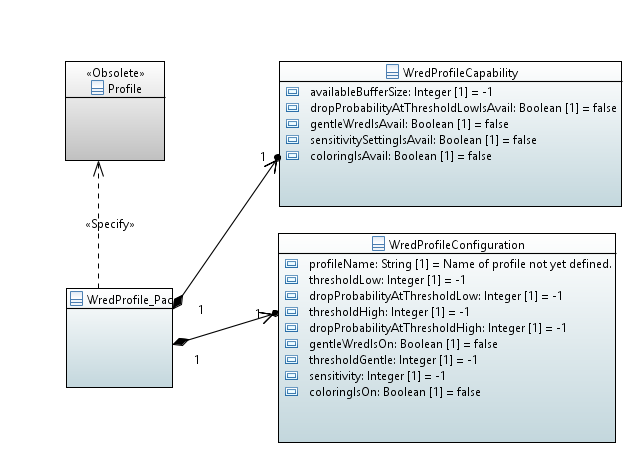 «Obsolete»
Profile
«Specify»
WredProfile_Pac
1
1
1
1
WredProfileCapability
availableBufferSize: Integer [1] = -1
dropProbabilityAtThresholdLowIsAvail: Boolean [1] = false
gentleWredIsAvail: Boolean [1] = false
sensitivitySettingIsAvail: Boolean [1] = false
coloringIsAvail: Boolean [1] = false
WredProfileConfiguration
profileName: String [1] = Name of profile not yet defined.
thresholdLow: Integer [1] = -1
dropProbabilityAtThresholdLow: Integer [1] = -1
thresholdHigh: Integer [1] = -1
dropProbabilityAtThresholdHigh: Integer [1] = -1
gentleWredIsOn: Boolean [1] = false
thresholdGentle: Integer [1] = -1
sensitivity: Integer [1] = -1
coloringIsOn: Boolean [1] = false